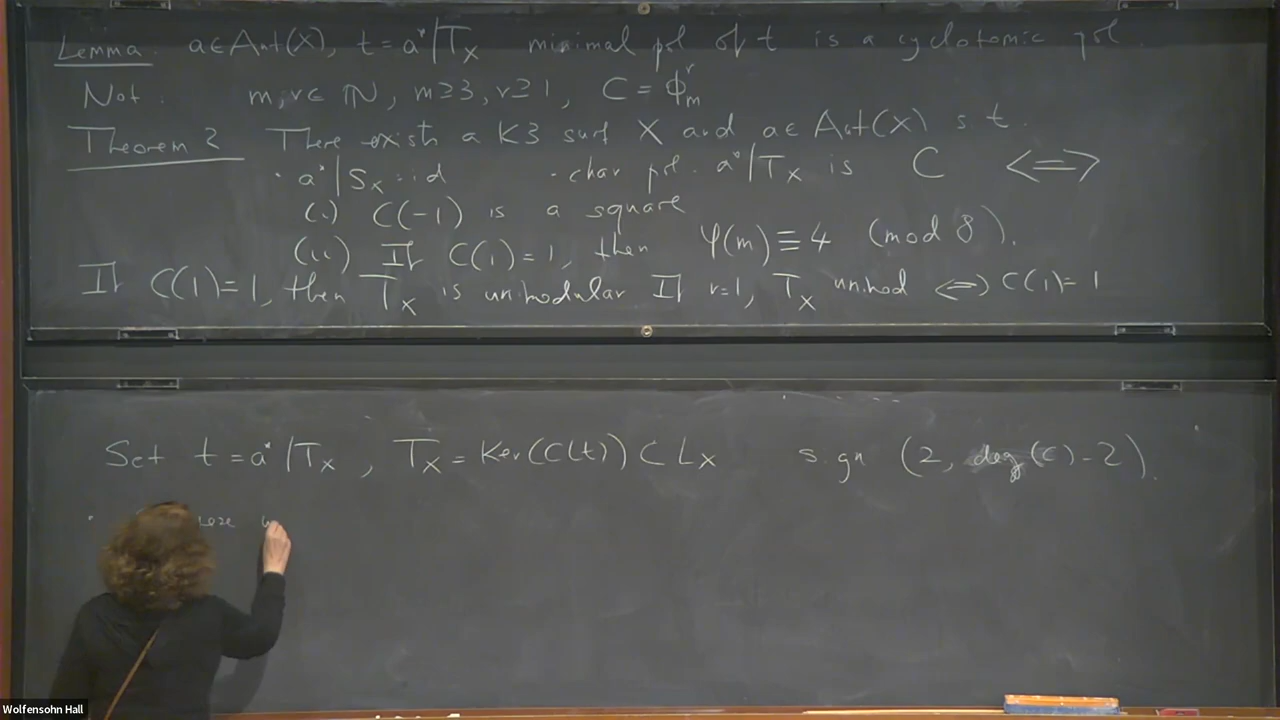 Lemma. a∈Aut(X), t = a*|T_X minimal pol of t is a cyclotomic pol.
Not. m, r ∈ ℕ, m≥3, r≥1, C = Φ_m^r
Theorem 2 There exists a K3 surf X and a∈ Aut(X) s.t.
· a*|S_X = id · char pol. a*|T_X is C <=>
(i) C(-1) is a square
(ii) If C(1)=1, then φ(m) ≡ 4 (mod 8).
If C(1)=1, then T_X is unimodular If r=1, T_X unimod <=> C(1)=1
Set t = a*|T_X, T_X = Ker(C(t)) ⊂ L_X sign (2, deg(C)-2).
·
Wolfensohn Hall